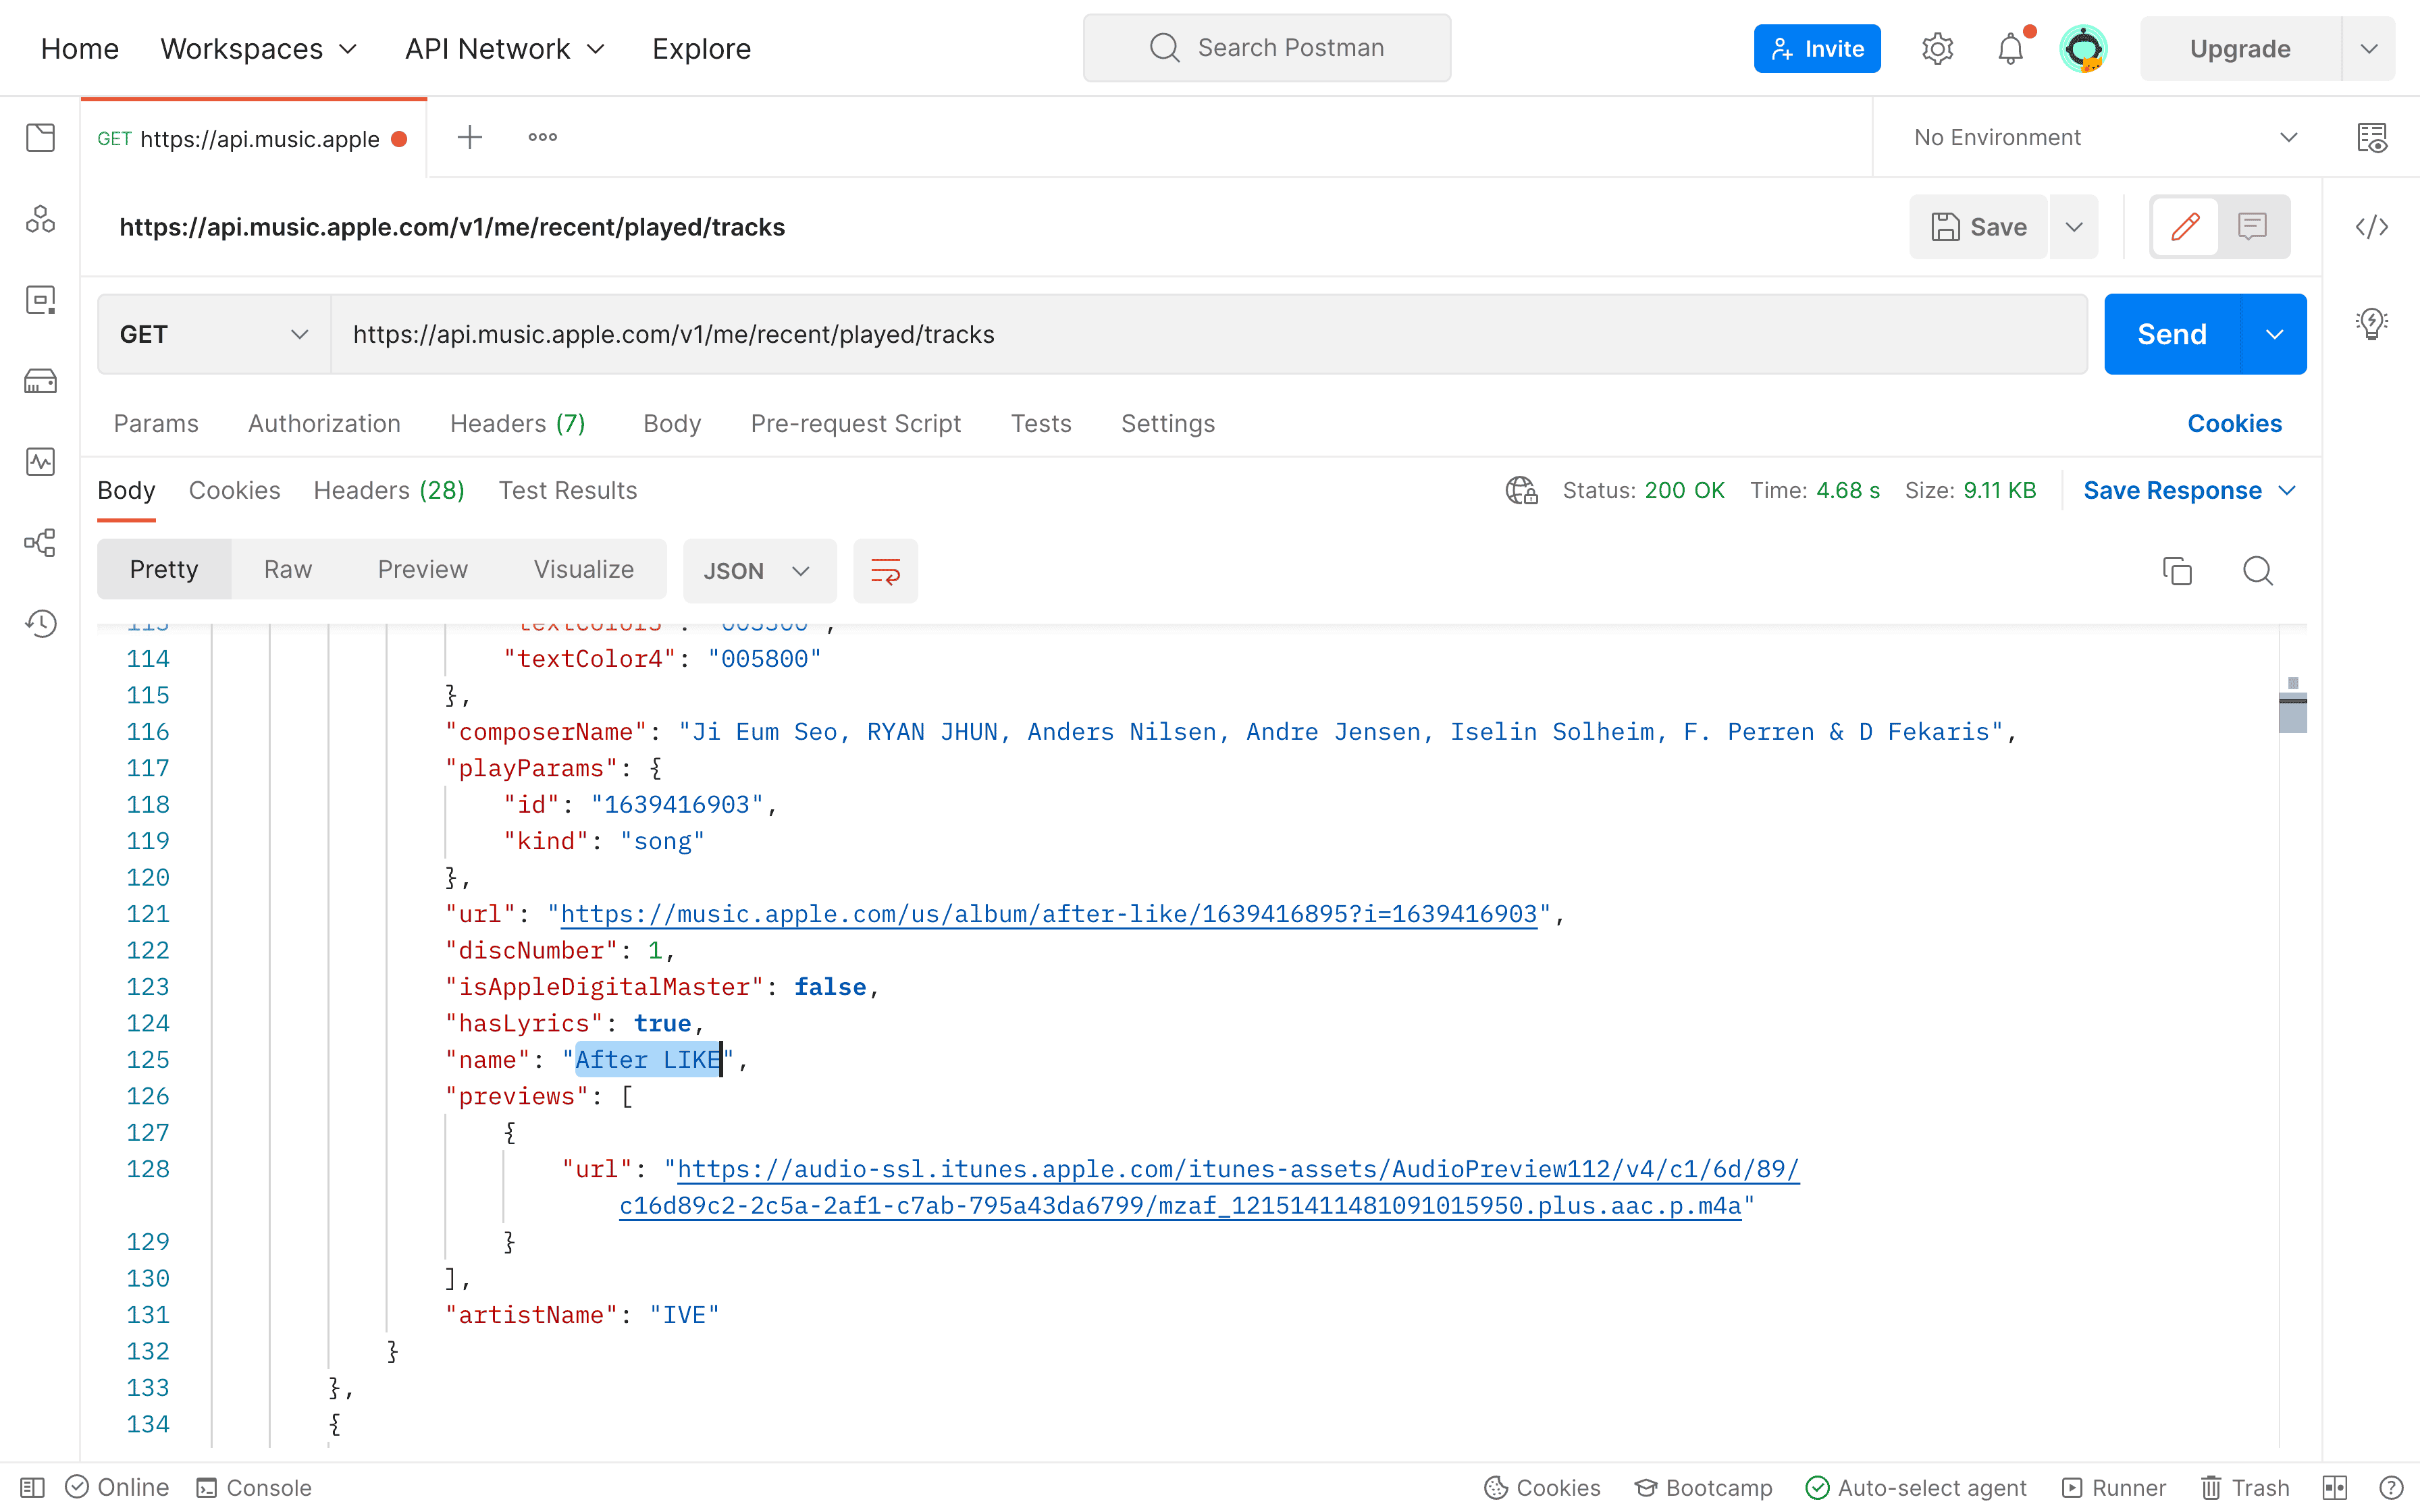 Home Workspaces API Network Explore Search Postman Invite Upgrade
GET https://api.music.apple No Environment
https://api.music.apple.com/v1/me/recent/played/tracks Save
GET https://api.music.apple.com/v1/me/recent/played/tracks Send
Params Authorization Headers (7) Body Pre-request Script Tests Settings Cookies
Body Cookies Headers (28) Test Results Status: 200 OK Time: 4.68 s Size: 9.11 KB Save Response
Pretty Raw Preview Visualize JSON
114 "textColor4": "005800"
115 },
116 "composerName": "Ji Eum Seo, RYAN JHUN, Anders Nilsen, Andre Jensen, Iselin Solheim, F. Perren & D Fekaris",
117 "playParams": {
118 "id": "1639416903",
119 "kind": "song"
120 },
121 "url": "https://music.apple.com/us/album/after-like/1639416895?i=1639416903",
122 "discNumber": 1,
123 "isAppleDigitalMaster": false,
124 "hasLyrics": true,
125 "name": "After LIKE",
126 "previews": [
127 {
128 "url": "https://audio-ssl.itunes.apple.com/itunes-assets/AudioPreview112/v4/c1/6d/89/
c16d89c2-2c5a-2af1-c7ab-795a43da6799/mzaf_12151411481091015950.plus.aac.p.m4a"
129 }
130 ],
131 "artistName": "IVE"
132 }
133 },
134 {
Online Console Cookies Bootcamp Auto-select agent Runner Trash